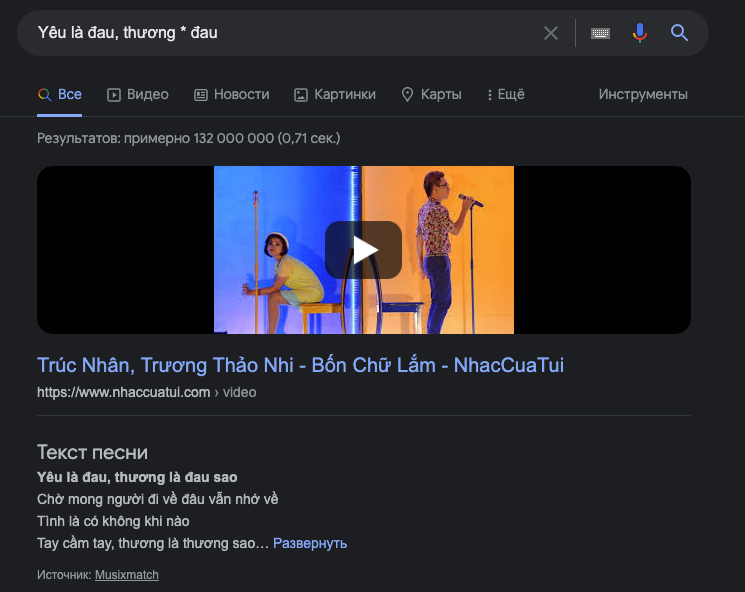 Yêu là đau, thương * đau
Все Видео Новости Картинки Карты Ещё Инструменты
Результатов: примерно 132 000 000 (0,71 сек.)
Trúc Nhân, Trương Thảo Nhi - Bốn Chữ Lắm - NhacCuaTui
https://www.nhaccuatui.com › video
Текст песни
Yêu là đau, thương là đau sao
Chờ mong người đi về đâu vẫn nhớ về
Tình là có không khi nào
Tay cầm tay, thương là thương sao… Развернуть
Источник: Musixmatch